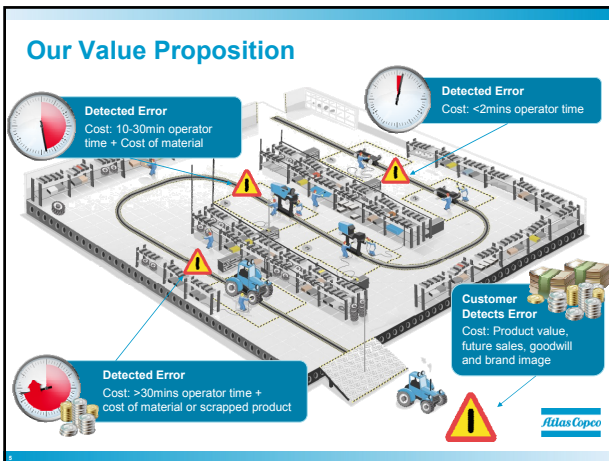 Our Value Proposition
Detected Error
Cost: 10-30min operator
time + Cost of material
Detected Error
Cost: <2mins operator time
Customer
Detects Error
Cost: Product value,
future sales, goodwill
and brand image
Detected Error
Cost: >30mins operator time +
cost of material or scrapped product
Atlas Copco